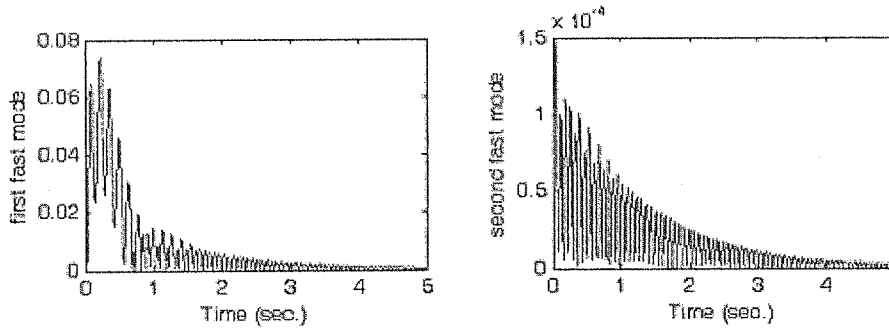 0.08
0.06
0.04
0.02
0
0 1 2 3 4 5
first fast mode
Time (sec.)
× 10⁻⁴
1.5
1
0.5
0
0 1 2 3 4
second fast mode
Time (sec.)